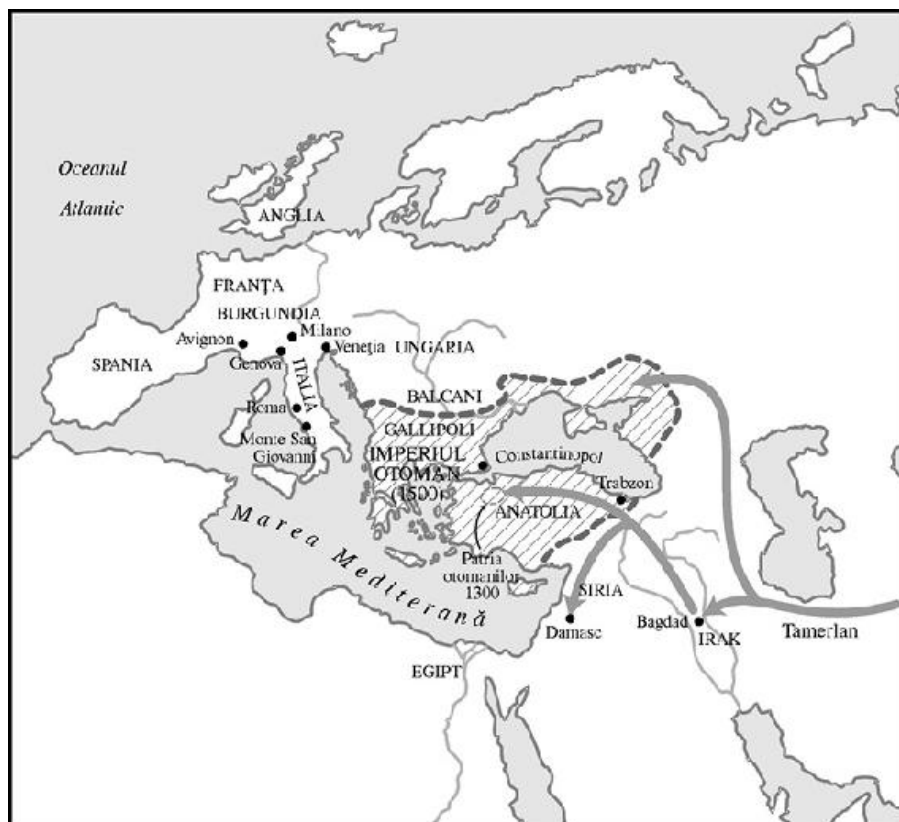 Oceanul
Atlantic
ANGLIA
FRANȚA
BURGUNDIA
Milano
Avignon
Veneția
UNGARIA
SPANIA
Genova
ITALIA
BALCANI
Roma
GALLIPOLI
Monte San
Giovanni
IMPERIUL
OTOMAN
(1500)
Constantinopol
Trabzon
ANATOLIA
Marea Mediterană
Patria
otomanilor
1300
SIRIA
Damasc
Bagdad
IRAK
Tamerlan
EGIPT